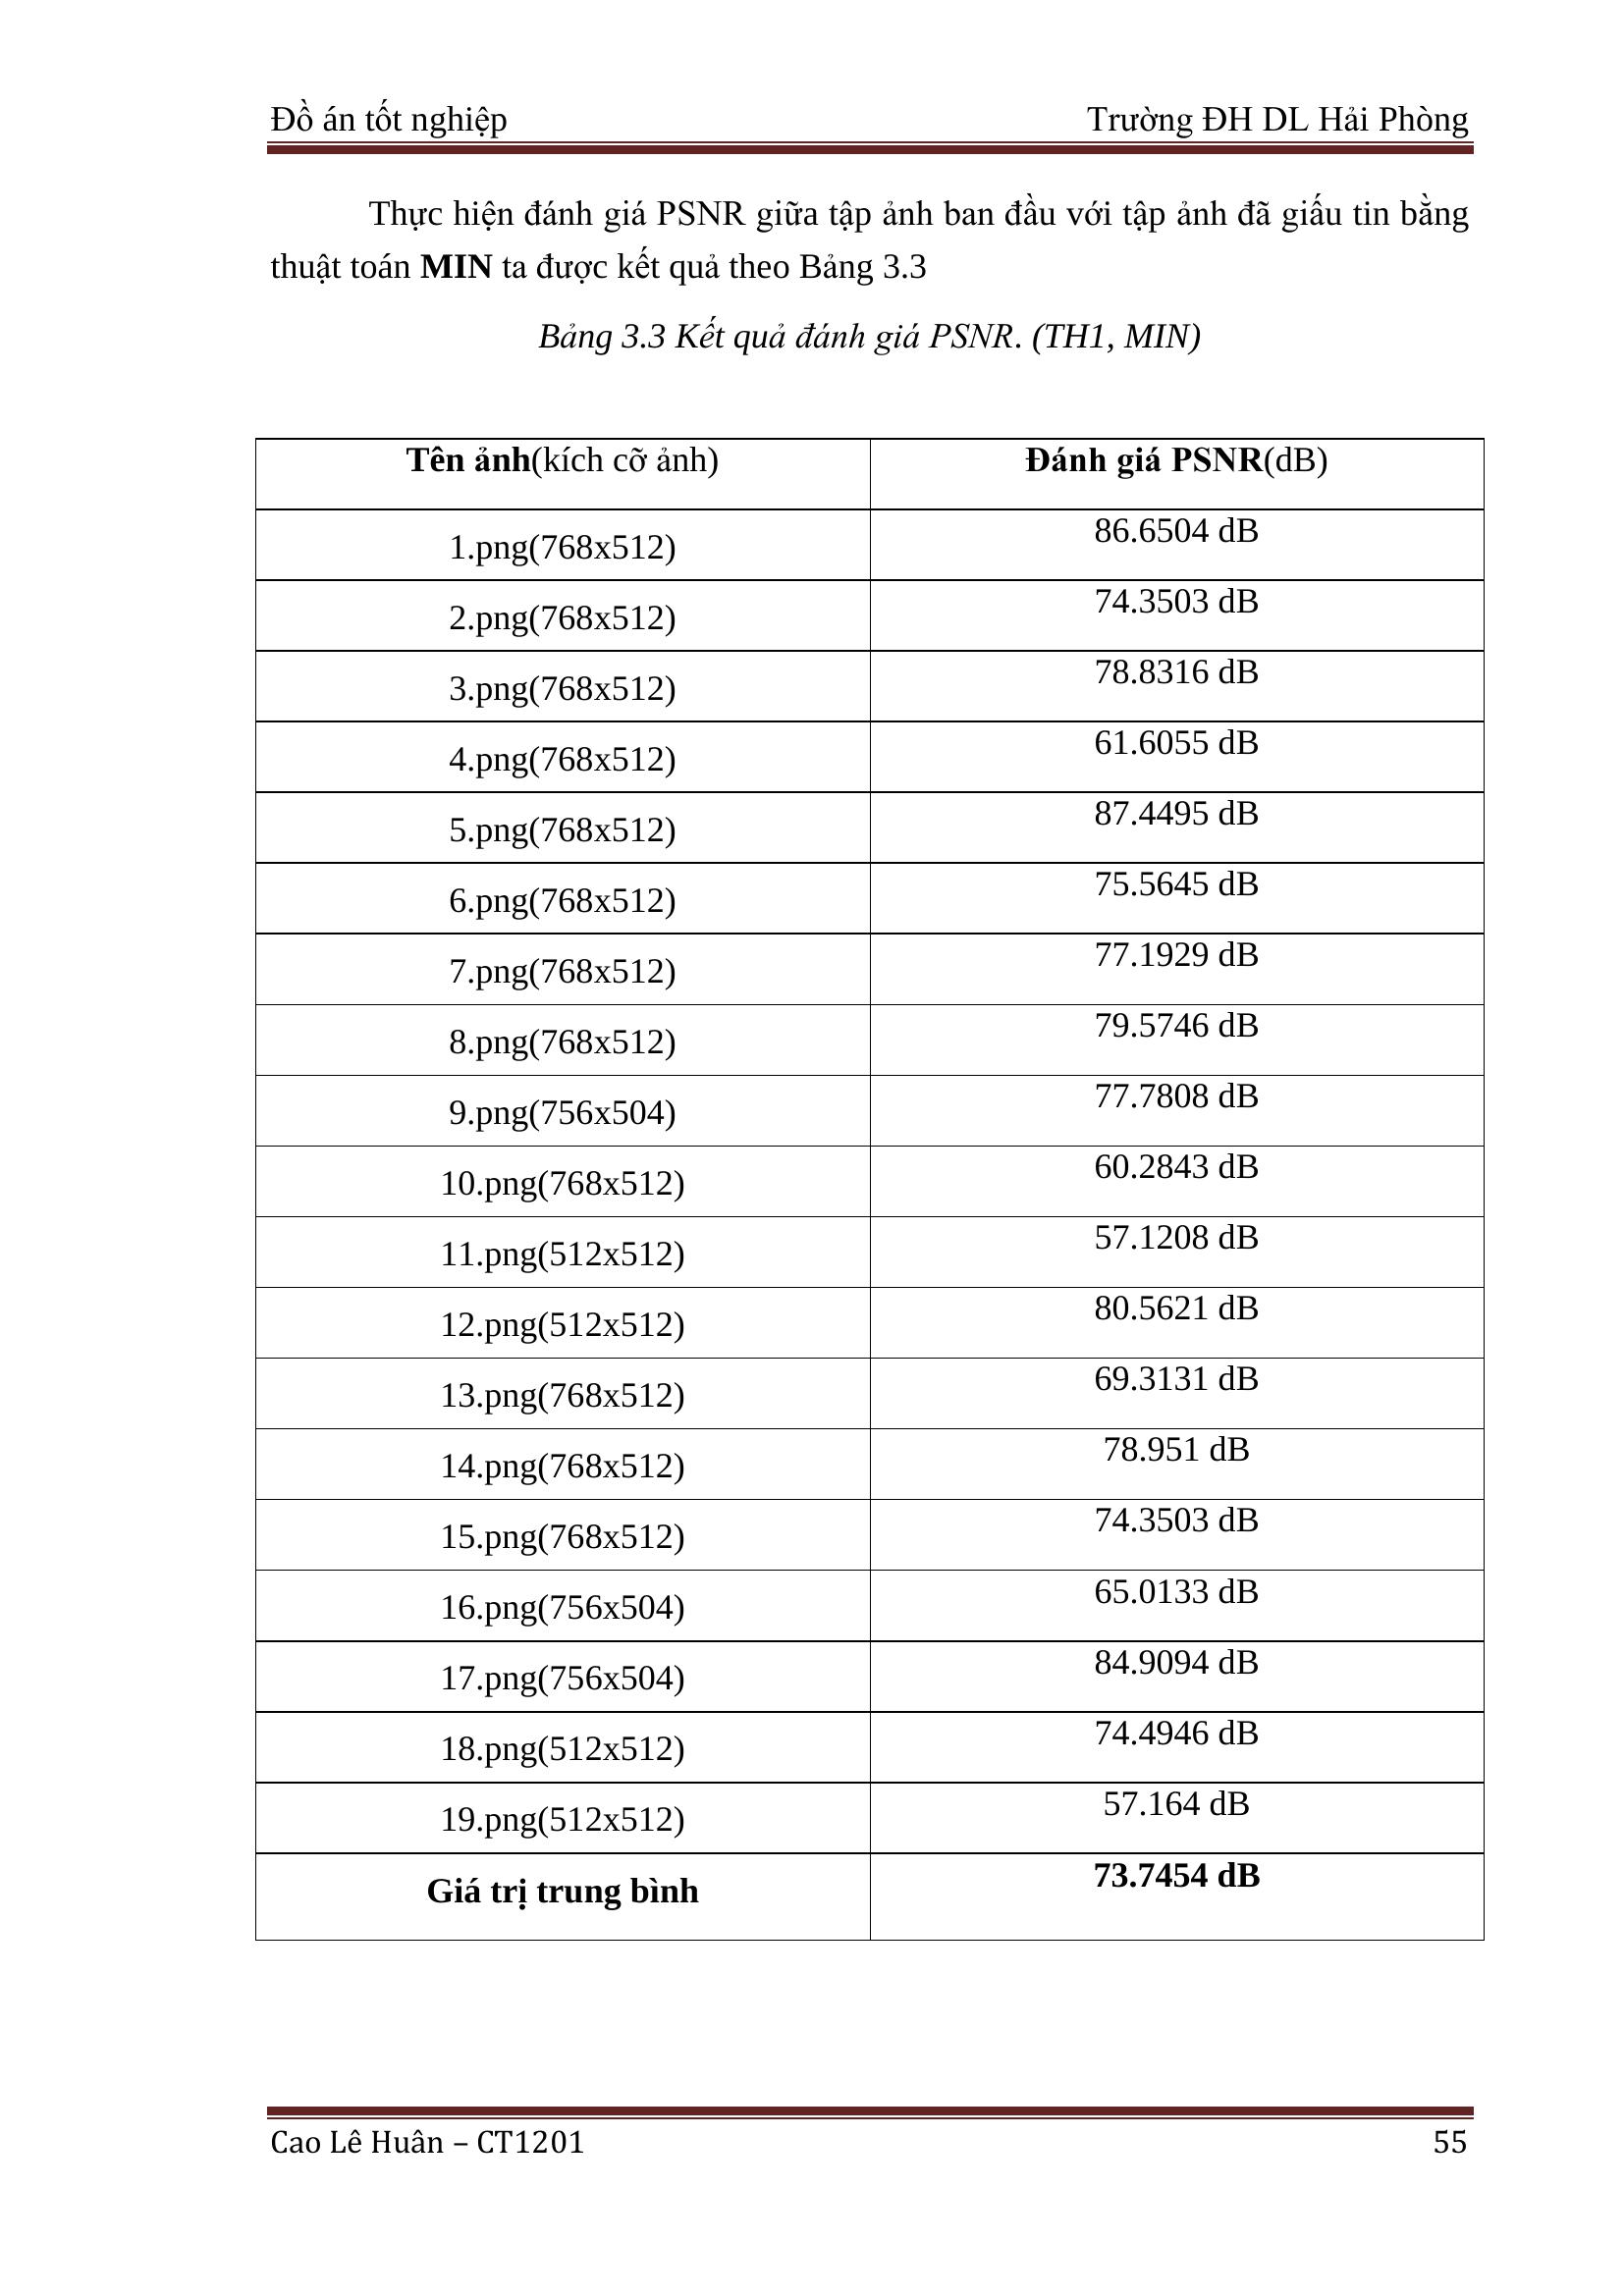 Đồ án tốt nghiệp Trường ĐH DL Hải Phòng
Thực hiện đánh giá PSNR giữa tập ảnh ban đầu với tập ảnh đã giấu tin bằng
thuật toán MIN ta được kết quả theo Bảng 3.3
Bảng 3.3 Kết quả đánh giá PSNR. (TH1, MIN)
Tên ảnh(kích cỡ ảnh) Đánh giá PSNR(dB)
1.png(768x512) 86.6504 dB
2.png(768x512) 74.3503 dB
3.png(768x512) 78.8316 dB
4.png(768x512) 61.6055 dB
5.png(768x512) 87.4495 dB
6.png(768x512) 75.5645 dB
7.png(768x512) 77.1929 dB
8.png(768x512) 79.5746 dB
9.png(756x504) 77.7808 dB
10.png(768x512) 60.2843 dB
11.png(512x512) 57.1208 dB
12.png(512x512) 80.5621 dB
13.png(768x512) 69.3131 dB
14.png(768x512) 78.951 dB
15.png(768x512) 74.3503 dB
16.png(756x504) 65.0133 dB
17.png(756x504) 84.9094 dB
18.png(512x512) 74.4946 dB
19.png(512x512) 57.164 dB
Giá trị trung bình 73.7454 dB
Cao Lê Huân – CT1201 55